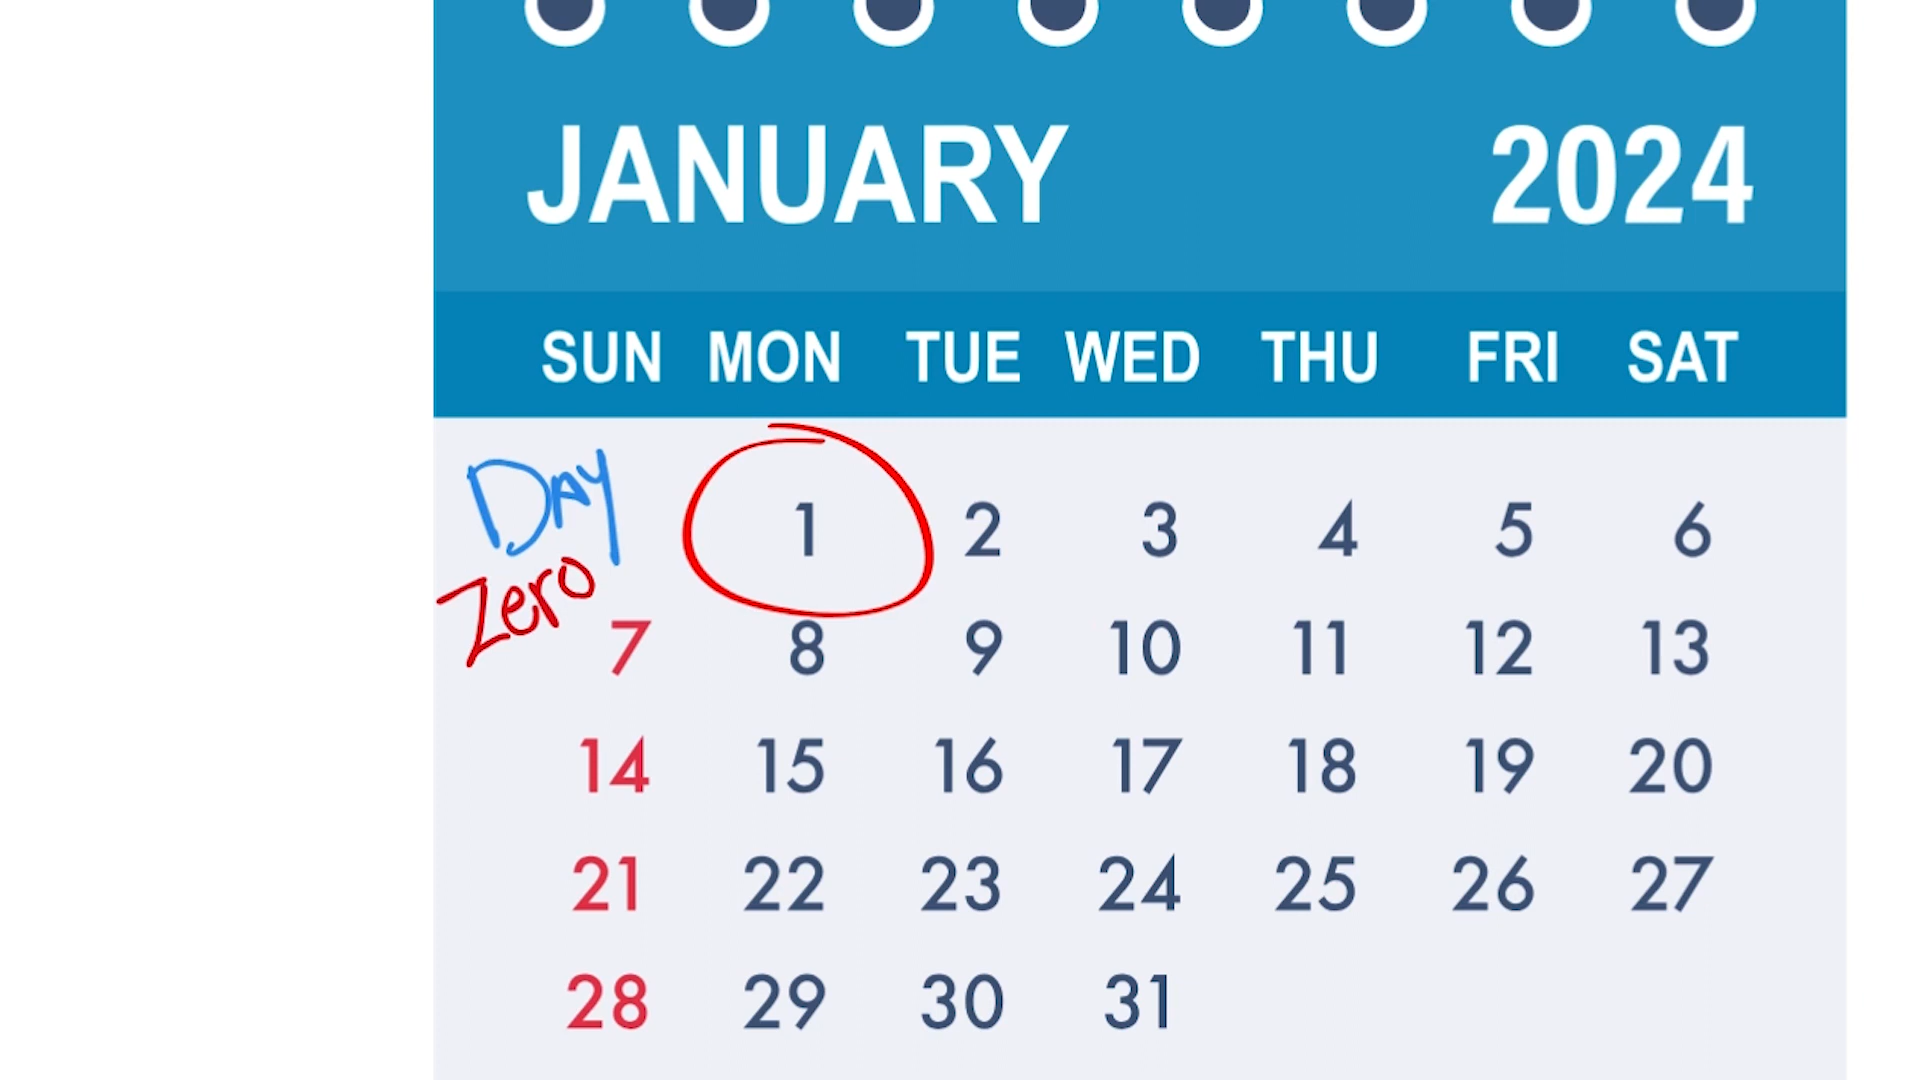 JANUARY 2024
SUN MON TUE WED THU FRI SAT
DAY
Zero
1 2 3 4 5 6
7 8 9 10 11 12 13
14 15 16 17 18 19 20
21 22 23 24 25 26 27
28 29 30 31